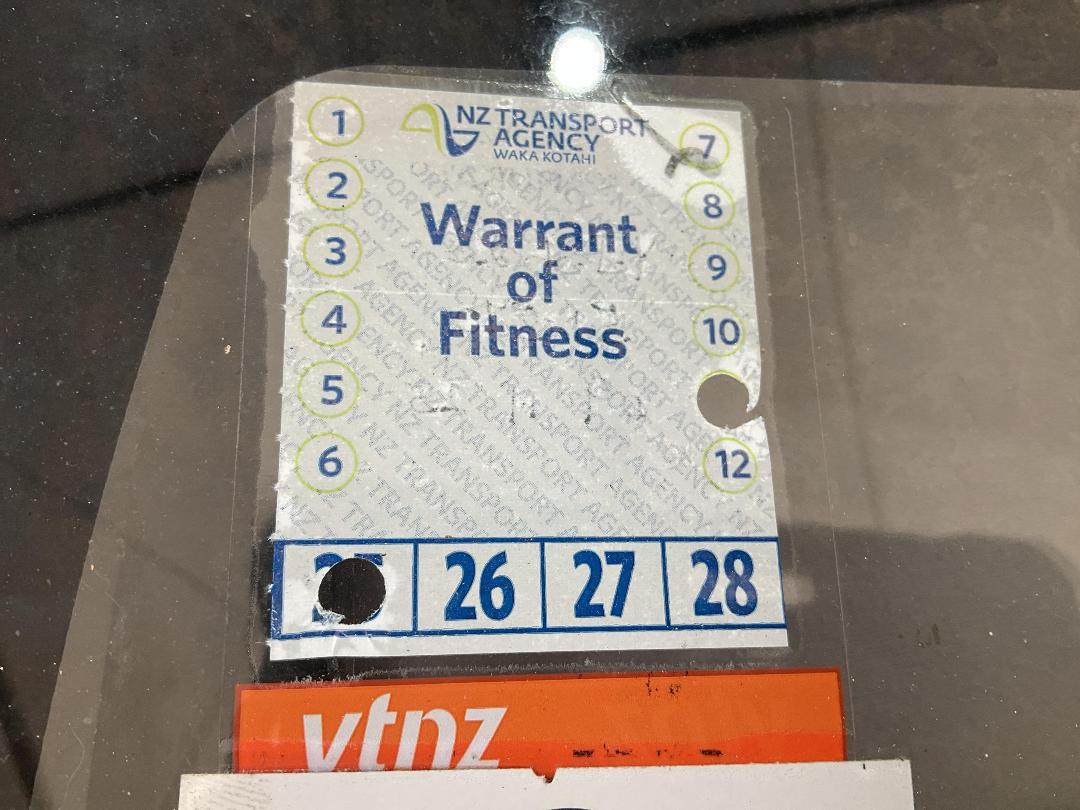 NZ TRANSPORT
AGENCY
WAKA KOTAHI
Warrant
of
Fitness
1
2
3
4
5
6
7
8
9
10
12
26 27 28
vtnz